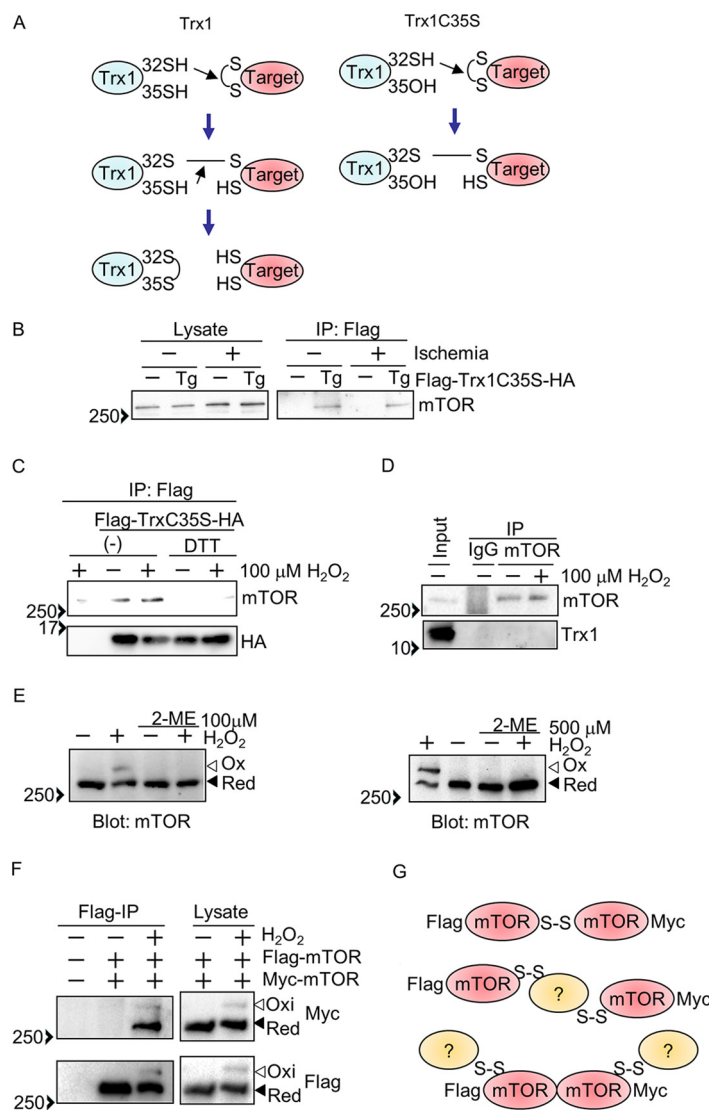 A
Trx1
Trx1C35S
Trx1 32SH 35SH S S Target
Trx1 32SH 35OH S S Target
Trx1 32S 35SH S HS Target
Trx1 32S 35OH S HS Target
Trx1 32S 35S HS HS Target
B
Lysate IP: Flag
− + − + Ischemia
− Tg − Tg − Tg − Tg Flag-Trx1C35S-HA
250 mTOR
C
IP: Flag
Flag-TrxC35S-HA
(-) DTT
+ − + − + 100 μM H2O2
250 mTOR
17 HA
D
Input IP
IgG mTOR
− − − + 100 μM H2O2
250 mTOR
10 Trx1
E
2-ME 100μM
− + − + H2O2
Ox
250 Red
Blot: mTOR
2-ME 500 μM
+ − − + H2O2
Ox
250 Red
Blot: mTOR
F
Flag-IP Lysate
− − + − + H2O2
− + + + + Flag-mTOR
− + + + + Myc-mTOR
Oxi Myc
250 Red
Oxi Flag
250 Red
G
Flag mTOR S-S mTOR Myc
Flag mTOR S-S ? S-S mTOR Myc
? ?
S-S S-S
Flag mTOR mTOR Myc